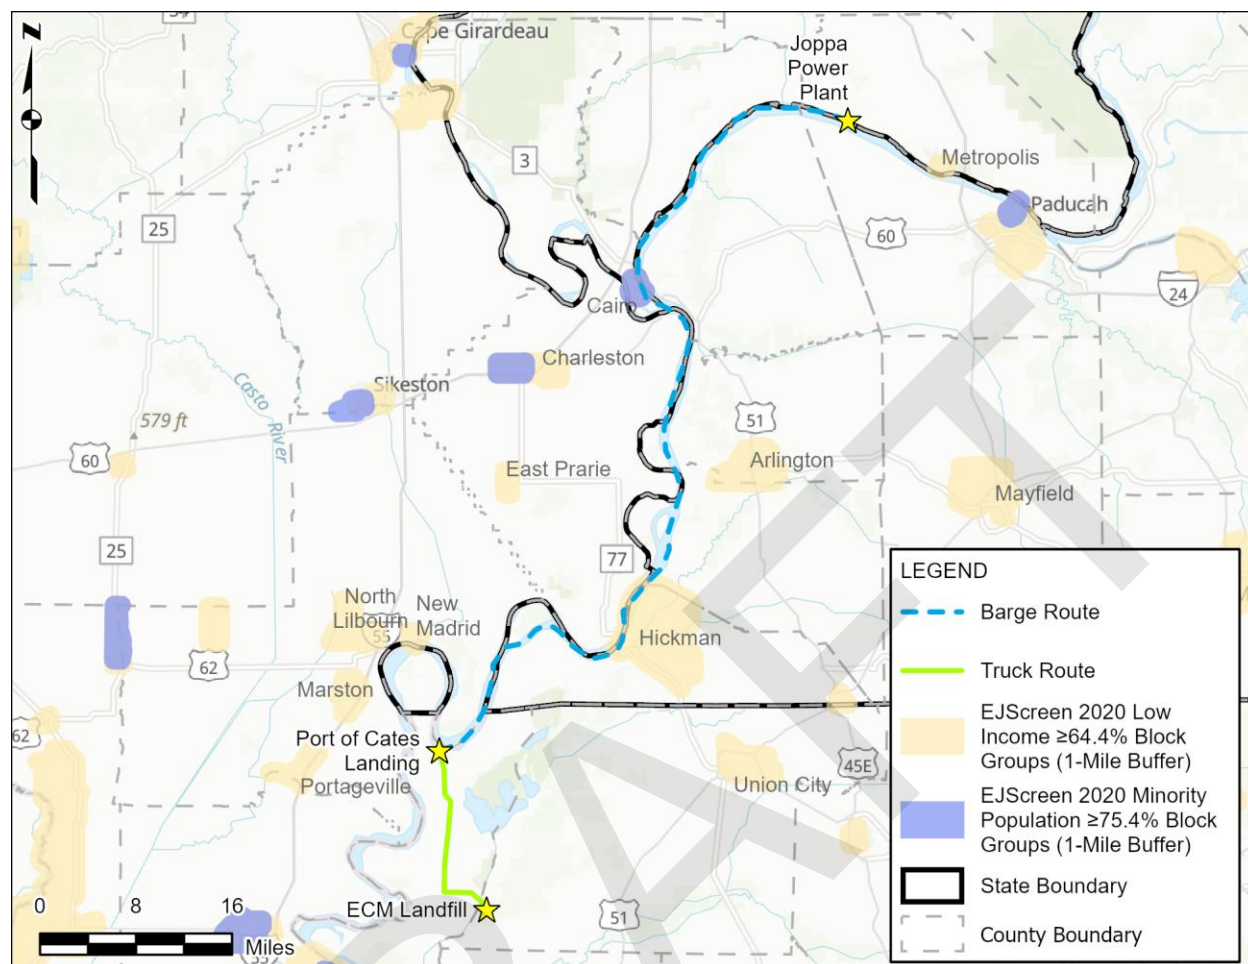 Z
34
Cape Girardeau
Joppa
Power
Plant
3
Metropolis
Paducah
25
60
24
Cairo
Charleston
Sikeston
Casto
River
579 ft
51
60
East Prarie
Arlington
Mayfield
25
77
North
Lilbourn
New
Madrid
55
Hickman
62
Marston
62
Port of Cates
Landing
Portageville
45E
Union City
ECM Landfill
51
55
0 8 16
Miles
LEGEND
Barge Route
Truck Route
EJScreen 2020 Low
Income ≥64.4% Block
Groups (1-Mile Buffer)
EJScreen 2020 Minority
Population ≥75.4% Block
Groups (1-Mile Buffer)
State Boundary
County Boundary
DRAFT